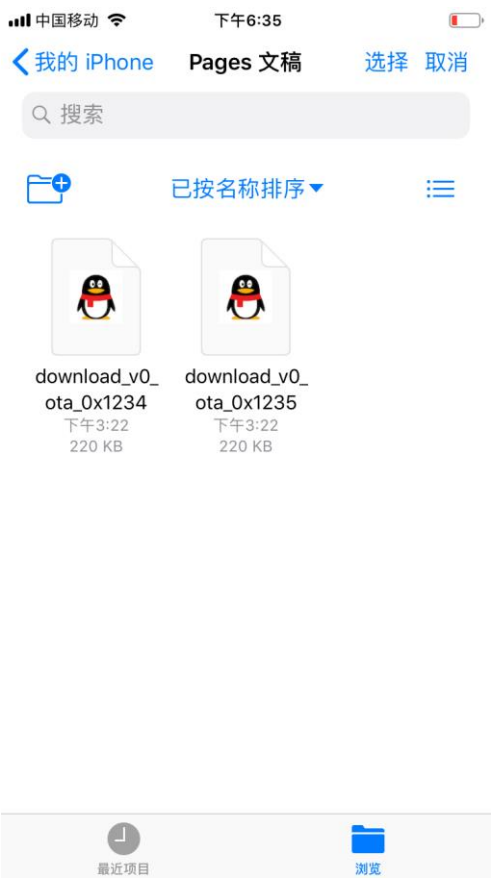 中国移动 下午6:35
我的 iPhone Pages 文稿 选择 取消
搜索
已按名称排序
download_v0_ download_v0_
ota_0x1234 ota_0x1235
下午3:22 下午3:22
220 KB 220 KB
最近项目 浏览